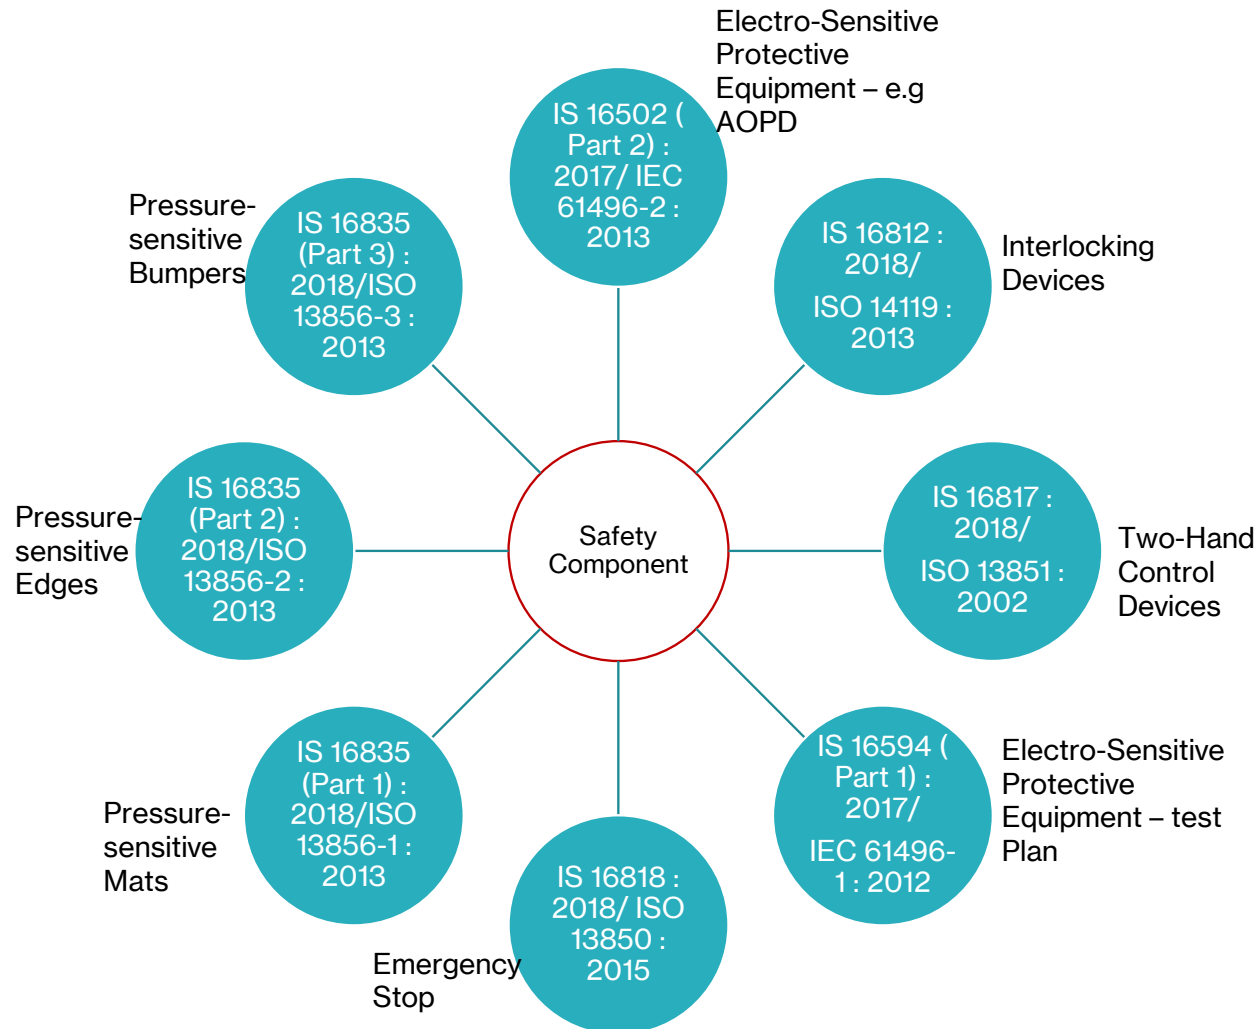 Electro-Sensitive
Protective
Equipment – e.g
AOPD
IS 16502 (
Part 2) :
2017/ IEC
61496-2 :
2013
Interlocking
Devices
IS 16812 :
2018/
ISO 14119 :
2013
Two-Hand
Control
Devices
IS 16817 :
2018/
ISO 13851 :
2002
Electro-Sensitive
Protective
Equipment – test
Plan
IS 16594 (
Part 1) :
2017/
IEC 61496-
1 : 2012
Emergency
Stop
IS 16818 :
2018/ ISO
13850 :
2015
Pressure-
sensitive
Mats
IS 16835
(Part 1) :
2018/ISO
13856-1 :
2013
Pressure-
sensitive
Edges
IS 16835
(Part 2) :
2018/ISO
13856-2 :
2013
Pressure-
sensitive
Bumpers
IS 16835
(Part 3) :
2018/ISO
13856-3 :
2013
Safety
Component